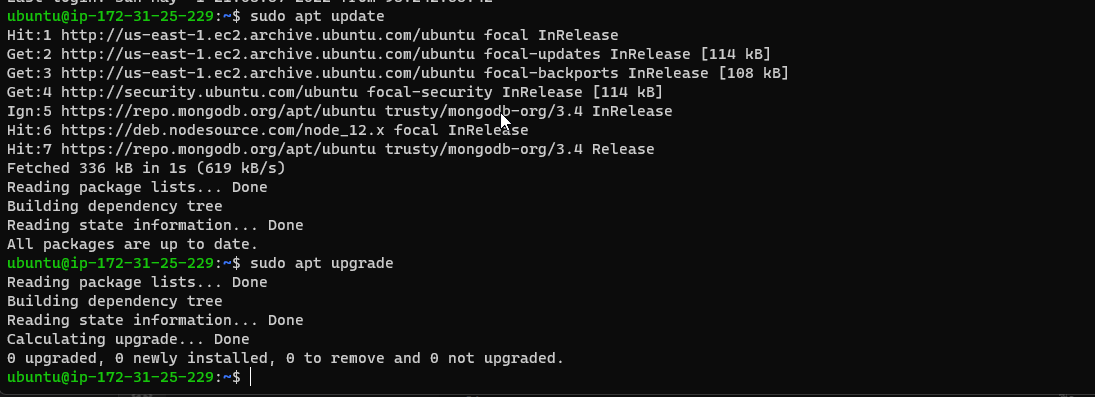 ubuntu@ip-172-31-25-229:~$ sudo apt update
Hit:1 http://us-east-1.ec2.archive.ubuntu.com/ubuntu focal InRelease
Get:2 http://us-east-1.ec2.archive.ubuntu.com/ubuntu focal-updates InRelease [114 kB]
Get:3 http://us-east-1.ec2.archive.ubuntu.com/ubuntu focal-backports InRelease [108 kB]
Get:4 http://security.ubuntu.com/ubuntu focal-security InRelease [114 kB]
Ign:5 https://repo.mongodb.org/apt/ubuntu trusty/mongodb-org/3.4 InRelease
Hit:6 https://deb.nodesource.com/node_12.x focal InRelease
Hit:7 https://repo.mongodb.org/apt/ubuntu trusty/mongodb-org/3.4 Release
Fetched 336 kB in 1s (619 kB/s)
Reading package lists... Done
Building dependency tree
Reading state information... Done
All packages are up to date.
ubuntu@ip-172-31-25-229:~$ sudo apt upgrade
Reading package lists... Done
Building dependency tree
Reading state information... Done
Calculating upgrade... Done
0 upgraded, 0 newly installed, 0 to remove and 0 not upgraded.
ubuntu@ip-172-31-25-229:~$